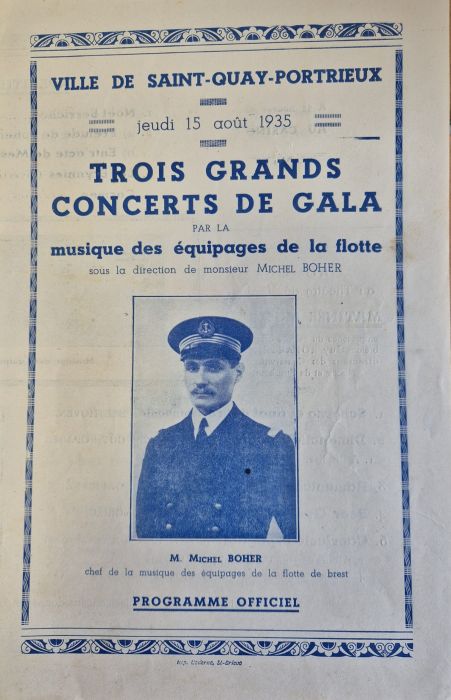 VILLE DE SAINT-QUAY-PORTRIEUX
jeudi 15 août 1935
TROIS GRANDS
CONCERTS DE GALA
PAR LA
musique des équipages de la flotte
sous la direction de monsieur MICHEL BOHER
M. MICHEL BOHER
chef de la musique des équipages de la flotte de brest
PROGRAMME OFFICIEL
St-Brieuc